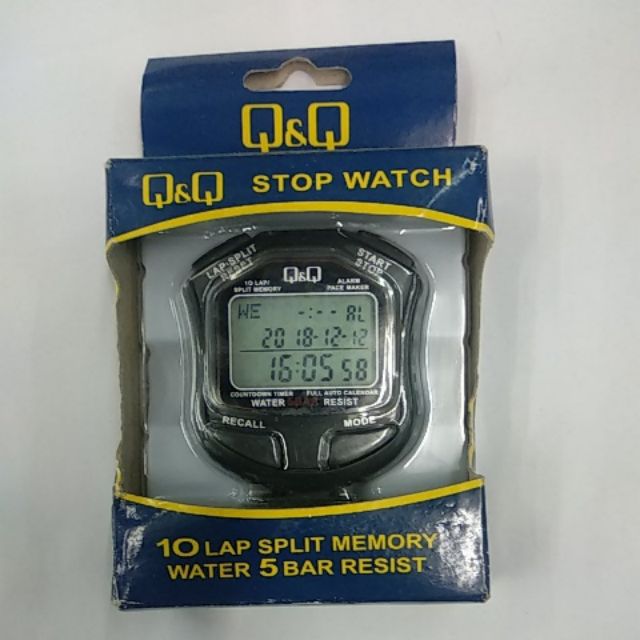 Q&Q
Q&Q STOP WATCH
LAP-SPLIT
RESET
START
STOP
Q&Q
10 LAP/
SPLIT MEMORY
ALARM
PACE MAKER
WE -:-- AL
2018-12-12
16:05 58
COUNTDOWN TIMER FULL AUTO CALENDAR
WATER 5BAR RESIST
RECALL
MODE
10 LAP SPLIT MEMORY
WATER 5 BAR RESIST